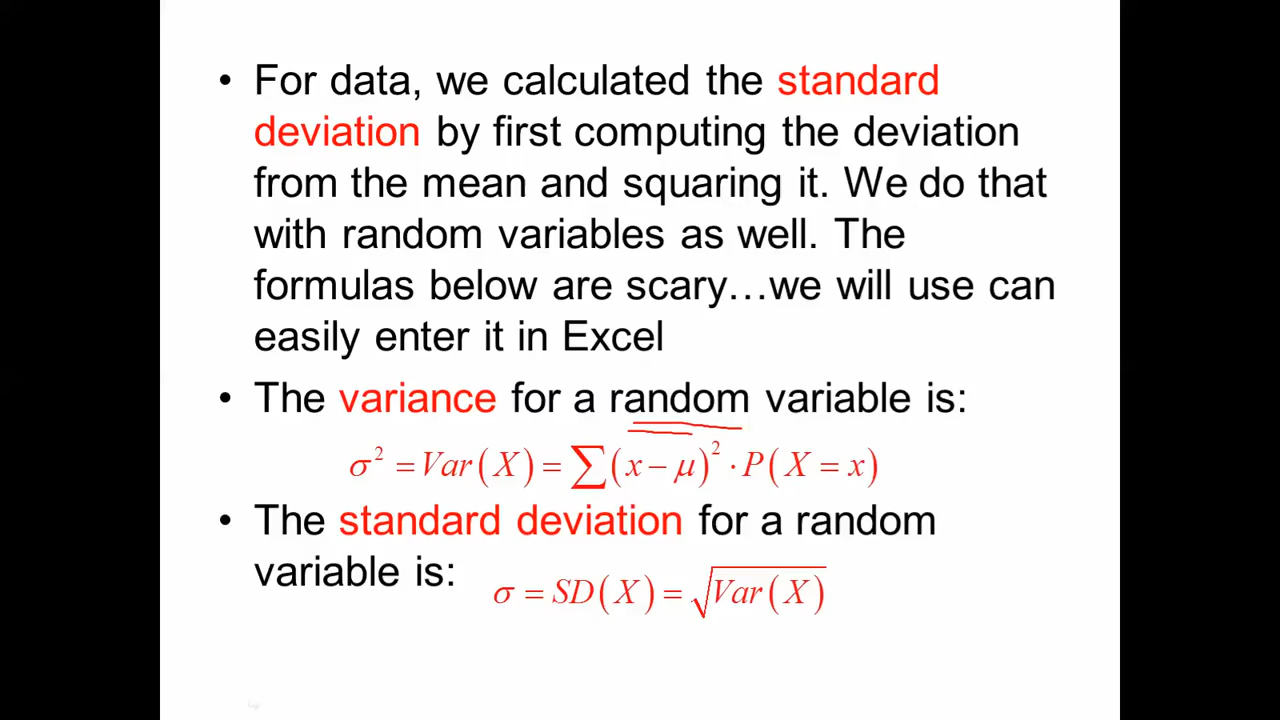 • For data, we calculated the standard
deviation by first computing the deviation
from the mean and squaring it. We do that
with random variables as well. The
formulas below are scary…we will use can
easily enter it in Excel
• The variance for a random variable is:
σ² = Var(X) = ∑(x − μ)² · P(X = x)
• The standard deviation for a random
variable is: σ = SD(X) = √Var(X)